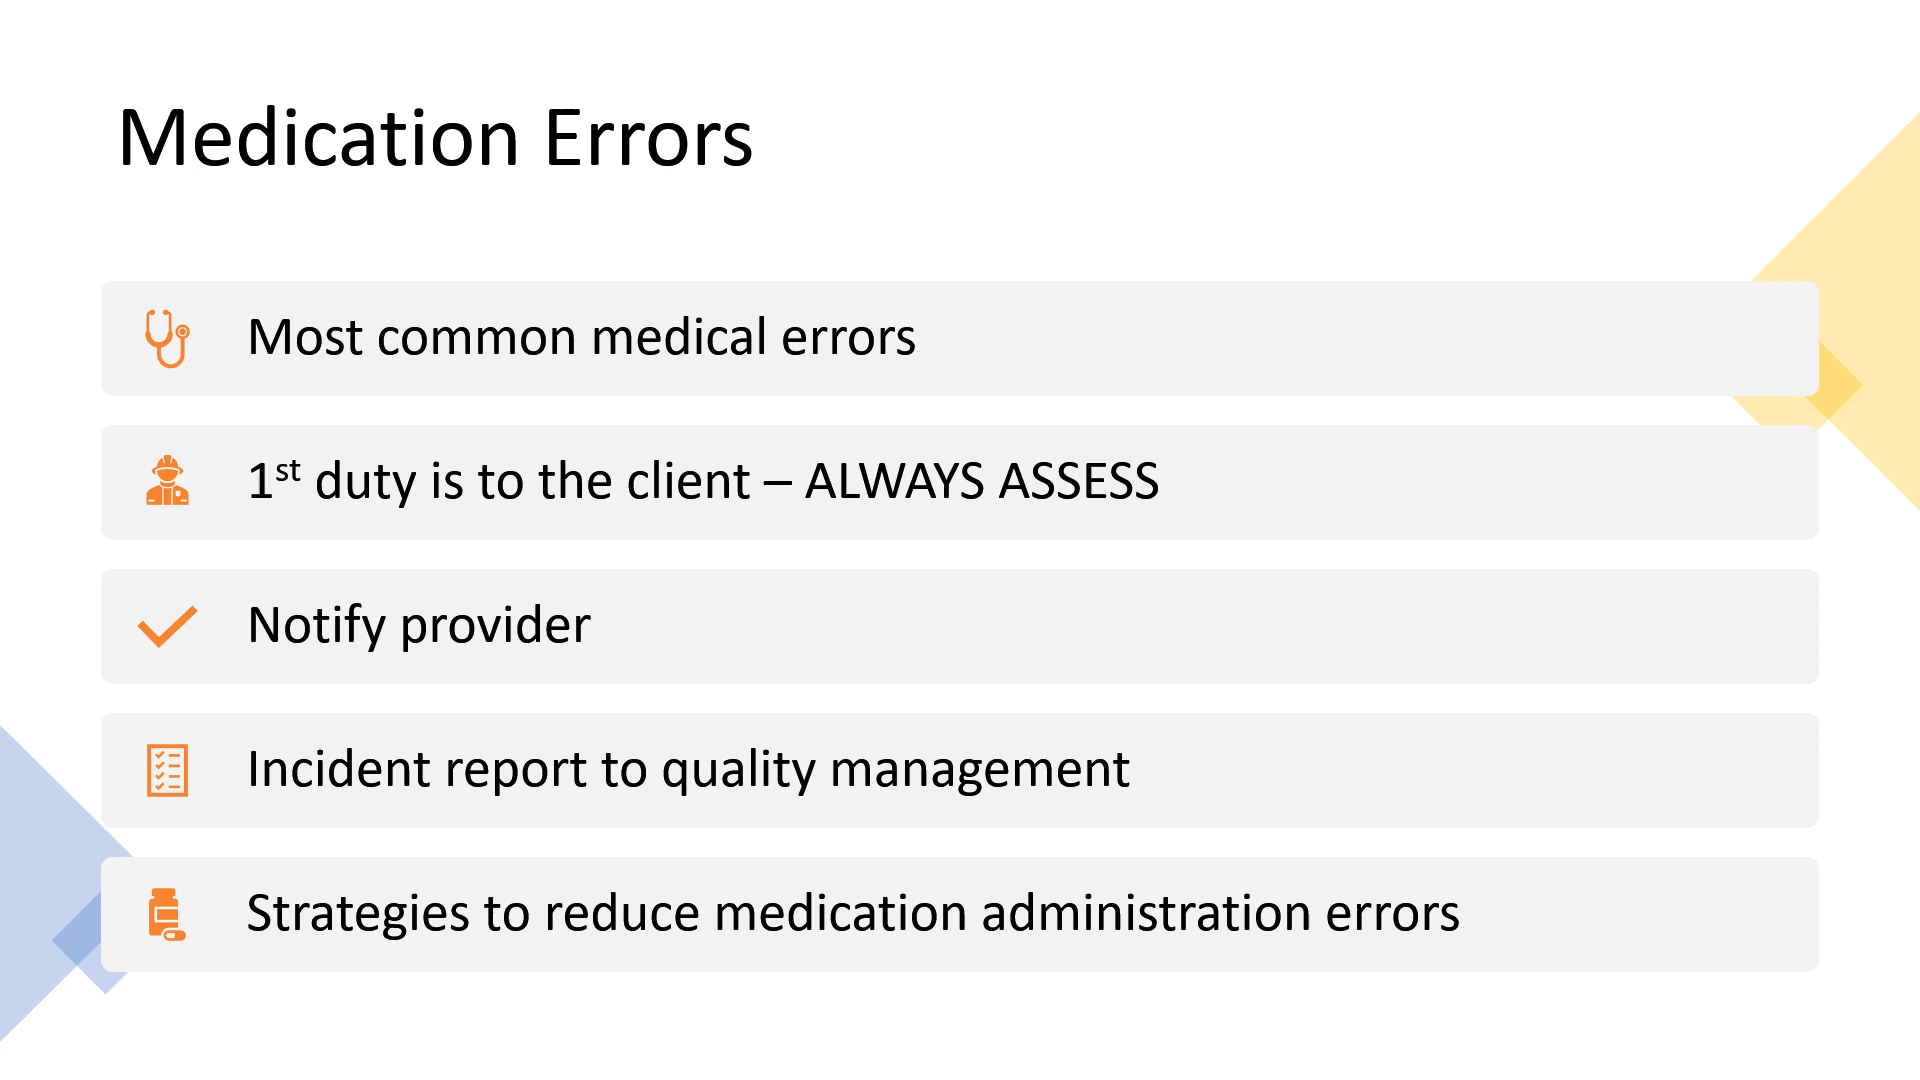 Medication Errors
Most common medical errors
1st duty is to the client – ALWAYS ASSESS
Notify provider
Incident report to quality management
Strategies to reduce medication administration errors